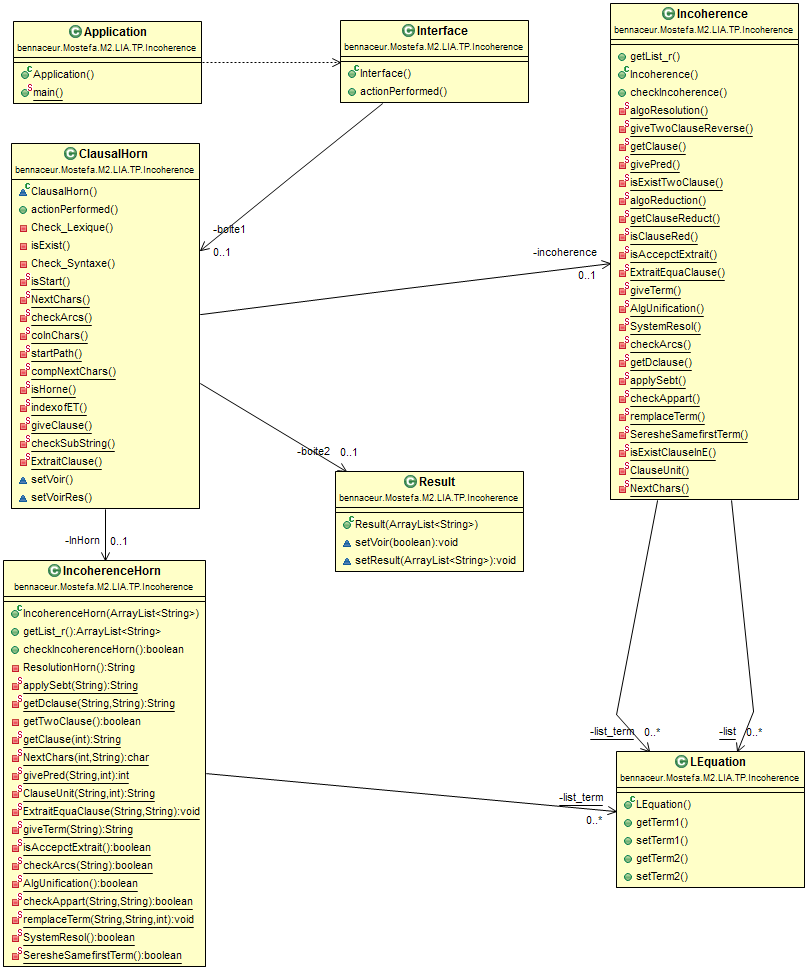 Application
bennaceur.Mostefa.M2.LIA.TP.Incoherence
Application()
main()
Interface
bennaceur.Mostefa.M2.LIA.TP.Incoherence
Interface()
actionPerformed()
Incoherence
bennaceur.Mostefa.M2.LIA.TP.Incoherence
getList_r()
Incoherence()
checkIncoherence()
algoResolution()
giveTwoClauseReverse()
getClause()
givePred()
isExistTwoClause()
algoReduction()
getClauseReduct()
isClauseRed()
isAccepctExtrait()
ExtraitEquaClause()
giveTerm()
AlgUnification()
SystemResol()
checkArcs()
getDclause()
applySebt()
checkAppart()
remplaceTerm()
SeresheSamefirstTerm()
isExistClauseInE()
ClauseUnit()
NextChars()
ClausalHorn
bennaceur.Mostefa.M2.LIA.TP.Incoherence
ClausalHorn()
actionPerformed()
Check_Lexique()
isExist()
Check_Syntaxe()
isStart()
NextChars()
checkArcs()
coInChars()
startPath()
compNextChars()
isHorne()
indexofET()
giveClause()
checkSubString()
ExtraitClause()
setVoir()
setVoirRes()
-boite1
0..1
-incoherence
0..1
-boite2
0..1
Result
bennaceur.Mostefa.M2.LIA.TP.Incoherence
Result(ArrayList<String>)
setVoir(boolean):void
setResult(ArrayList<String>):void
-InHorn
0..1
IncoherenceHorn
bennaceur.Mostefa.M2.LIA.TP.Incoherence
IncoherenceHorn(ArrayList<String>)
getList_r():ArrayList<String>
checkIncoherenceHorn():boolean
ResolutionHorn():String
applySebt(String):String
getDclause(String,String):String
getTwoClause():boolean
getClause(int):String
NextChars(int,String):char
givePred(String,int):int
ClauseUnit(String,int):String
ExtraitEquaClause(String,String):void
giveTerm(String):String
isAccepctExtrait():boolean
checkArcs(String):boolean
AlgUnification():boolean
checkAppart(String,String):boolean
remplaceTerm(String,String,int):void
SystemResol():boolean
SeresheSamefirstTerm():boolean
-list_term
0..*
-list
0..*
-list_term
0..*
LEquation
bennaceur.Mostefa.M2.LIA.TP.Incoherence
LEquation()
getTerm1()
setTerm1()
getTerm2()
setTerm2()